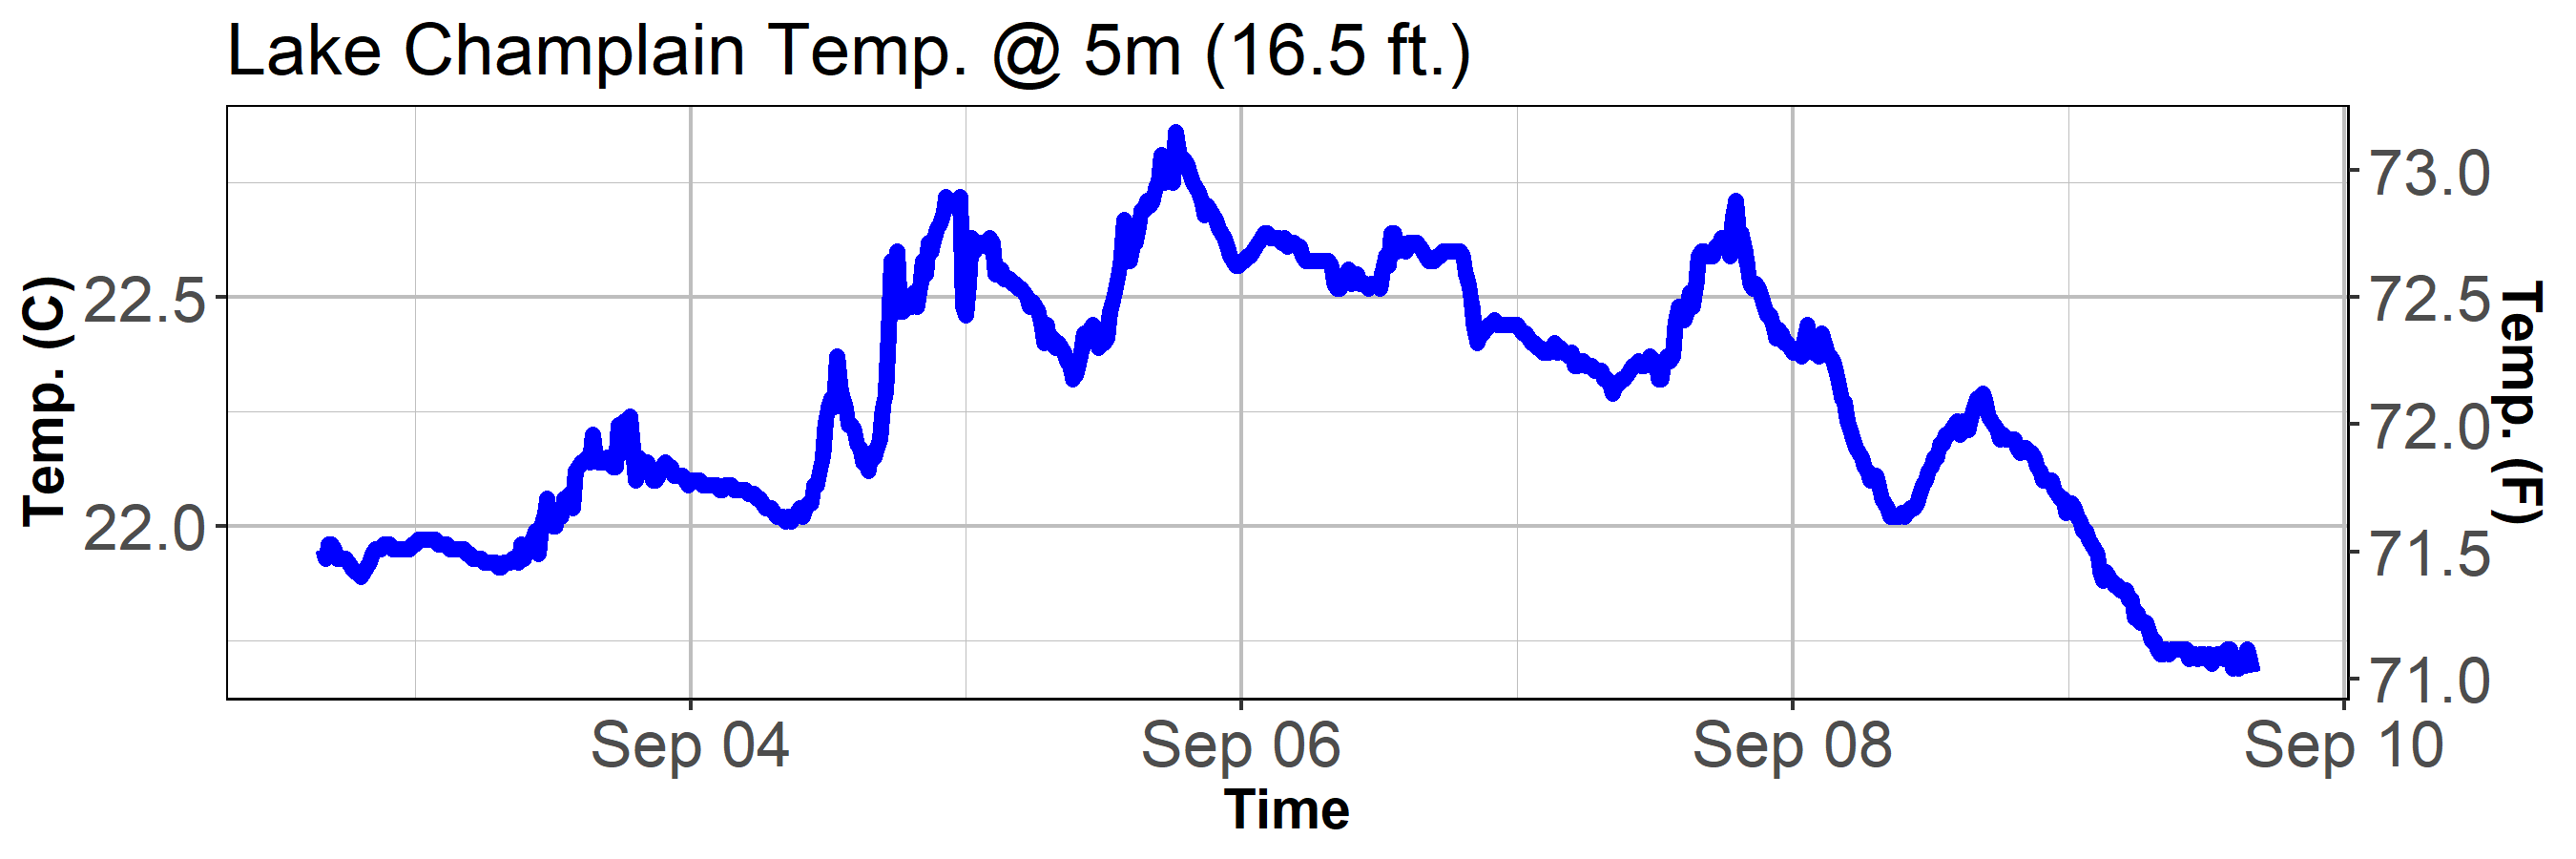 Lake Champlain Temp. @ 5m (16.5 ft.)
Temp. (C)
22.5
22.0
73.0
72.5
72.0
71.5
71.0
Temp. (F)
Sep 04
Sep 06
Sep 08
Sep 10
Time